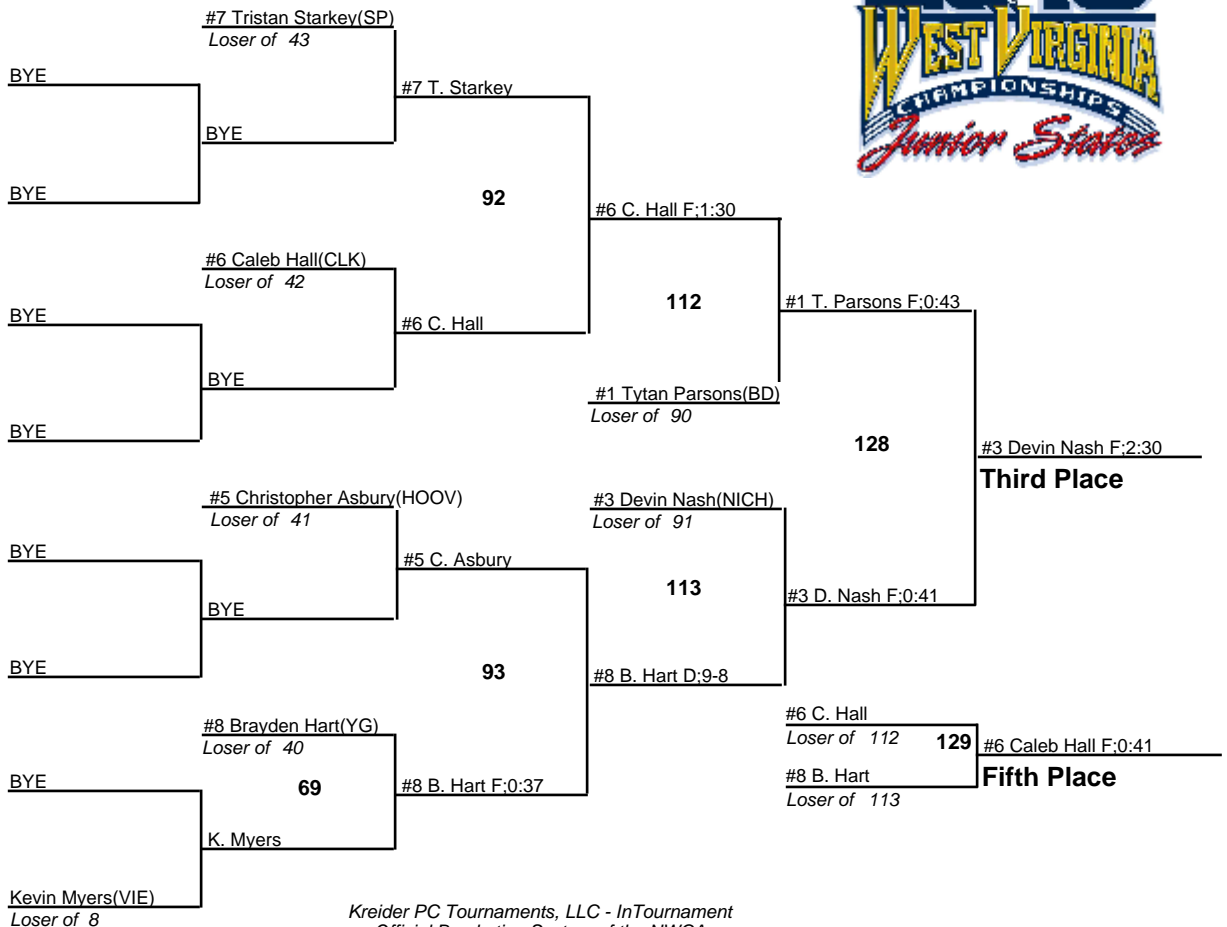 #7 Tristan Starkey(SP)
Loser of 43
WEST VIRGINIA
CHAMPIONSHIPS
Junior States
BYE
#7 T. Starkey
BYE
BYE
92
#6 C. Hall F;1:30
#6 Caleb Hall(CLK)
Loser of 42
112
#1 T. Parsons F;0:43
BYE
#6 C. Hall
BYE
#1 Tytan Parsons(BD)
Loser of 90
BYE
128
#3 Devin Nash F;2:30
Third Place
#5 Christopher Asbury(HOOV)
Loser of 41
#3 Devin Nash(NICH)
Loser of 91
BYE
#5 C. Asbury
113
#3 D. Nash F;0:41
BYE
BYE
93
#8 B. Hart D;9-8
#8 Brayden Hart(YG)
Loser of 40
#6 C. Hall
Loser of 112
129
#6 Caleb Hall F;0:41
Fifth Place
BYE
69
#8 B. Hart F;0:37
#8 B. Hart
Loser of 113
K. Myers
Kevin Myers(VIE)
Loser of 8
Kreider PC Tournaments, LLC - InTournament